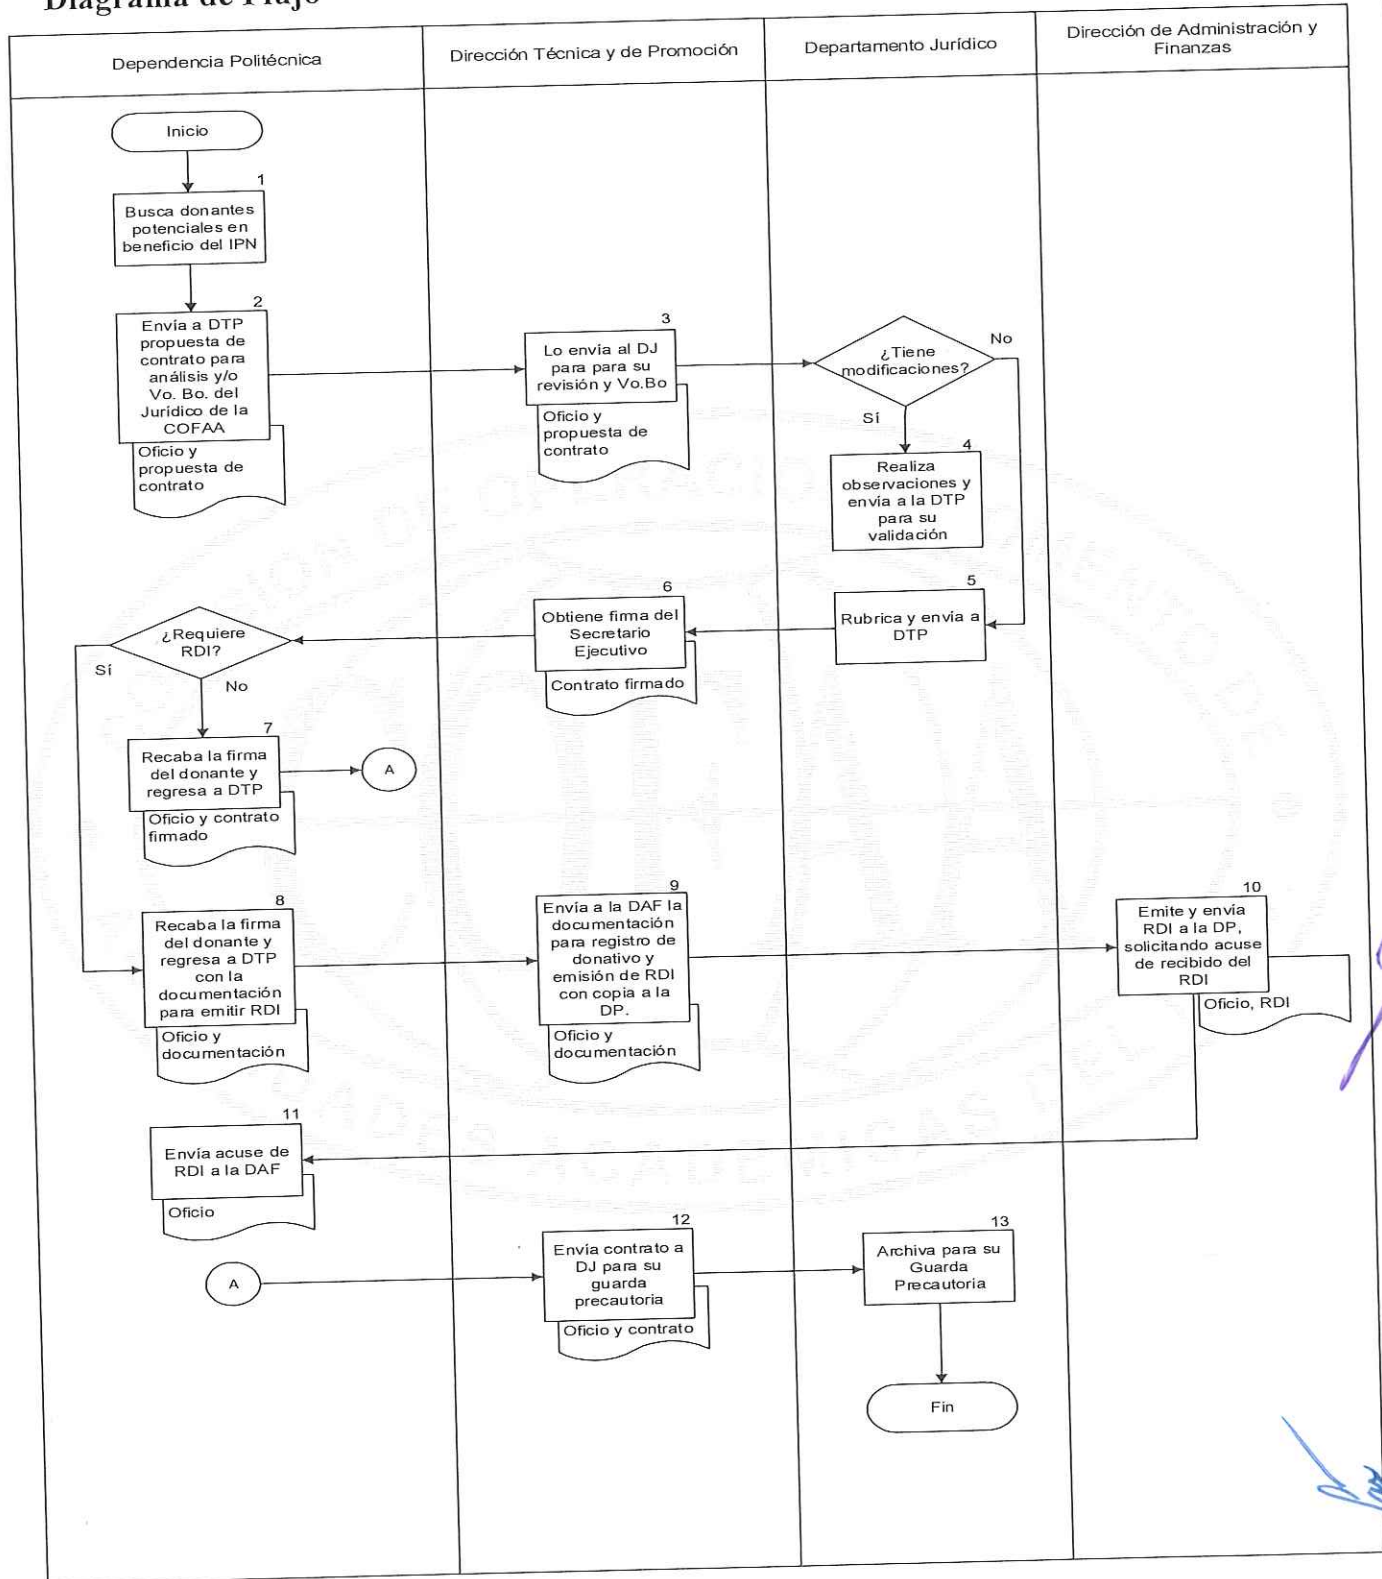 Diagrama de Flujo
Dependencia Politécnica
Dirección Técnica y de Promoción
Departamento Jurídico
Dirección de Administración y
Finanzas
Inicio
1
Busca donantes
potenciales en
beneficio del IPN
2
Envía a DTP
propuesta de
contrato para
análisis y/o
Vo. Bo. del
Jurídico de la
COFAA
Oficio y
propuesta de
contrato
3
Lo envía al DJ
para para su
revisión y Vo.Bo
Oficio y
propuesta de
contrato
¿Tiene
modificaciones?
No
Sí
4
Realiza
observaciones y
envía a la DTP
para su
validación
5
Rubrica y envía a
DTP
6
Obtiene firma del
Secretario
Ejecutivo
Contrato firmado
¿Requiere
RDI?
Sí
No
7
Recaba la firma
del donante y
regresa a DTP
Oficio y contrato
firmado
A
8
Recaba la firma
del donante y
regresa a DTP
con la
documentación
para emitir RDI
Oficio y
documentación
9
Envía a la DAF la
documentación
para registro de
donativo y
emisión de RDI
con copia a la
DP.
Oficio y
documentación
10
Emite y envía
RDI a la DP,
solicitando acuse
de recibido del
RDI
Oficio, RDI
11
Envía acuse de
RDI a la DAF
Oficio
A
12
Envía contrato a
DJ para su
guarda
precautoria
Oficio y contrato
13
Archiva para su
Guarda
Precautoria
Fin